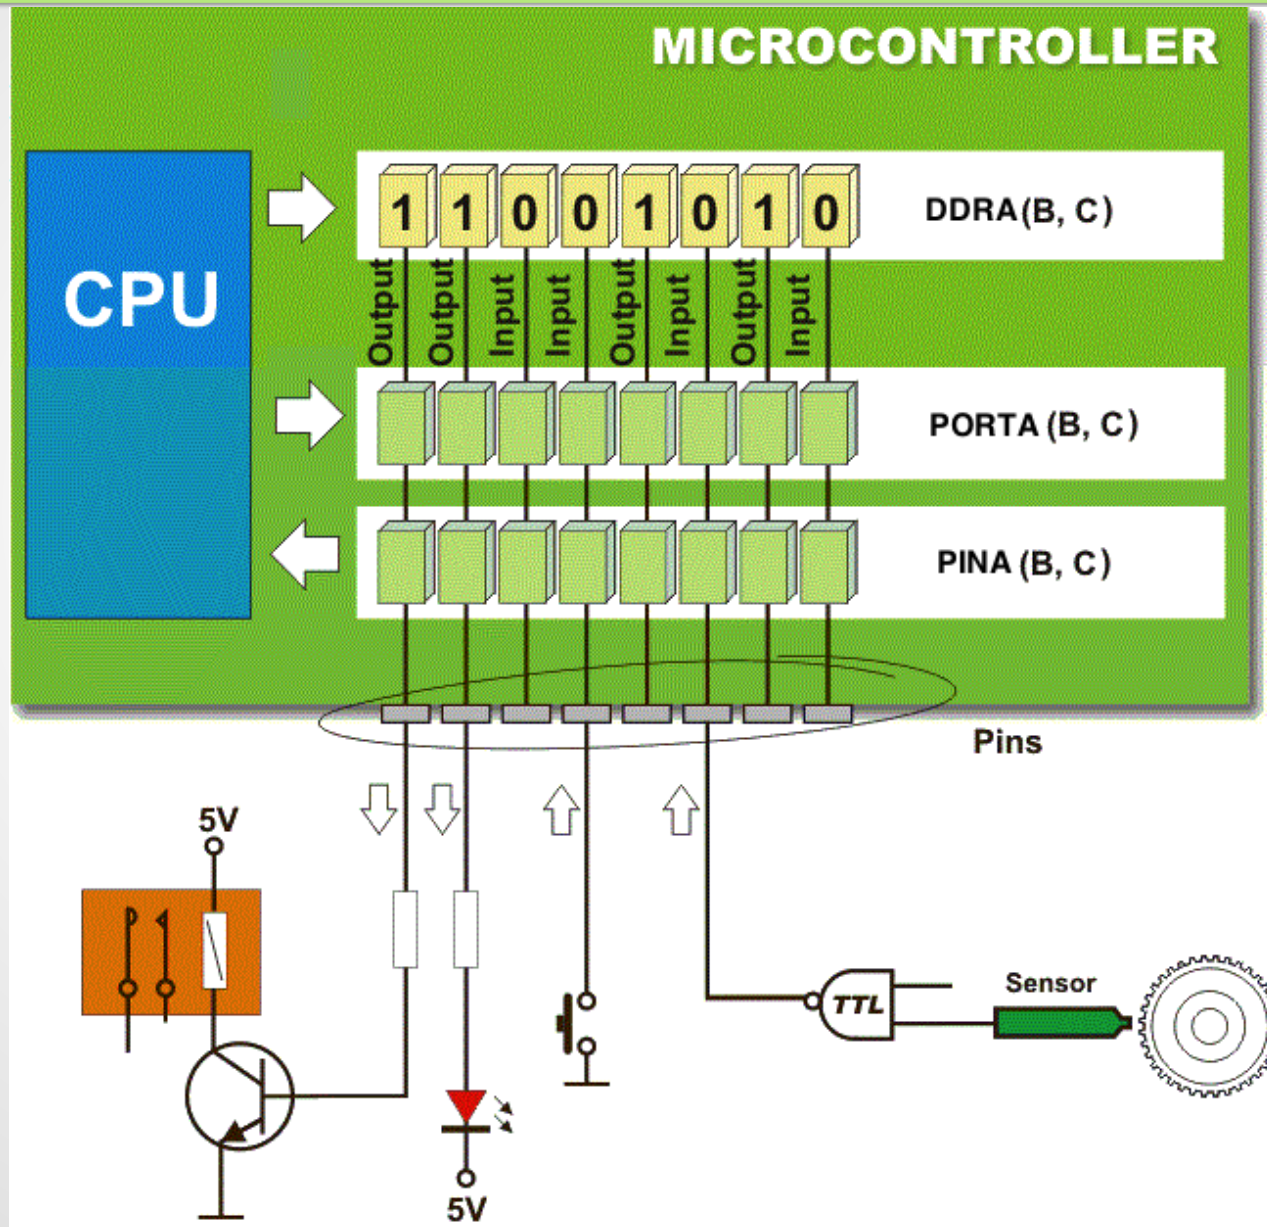 MICROCONTROLLER
CPU
1 1 0 0 1 0 1 0
DDRA (B, C)
Output
Output
Input
Input
Output
Input
Output
Input
PORTA (B, C)
PINA (B, C)
Pins
5V
Sensor
TTL
5V